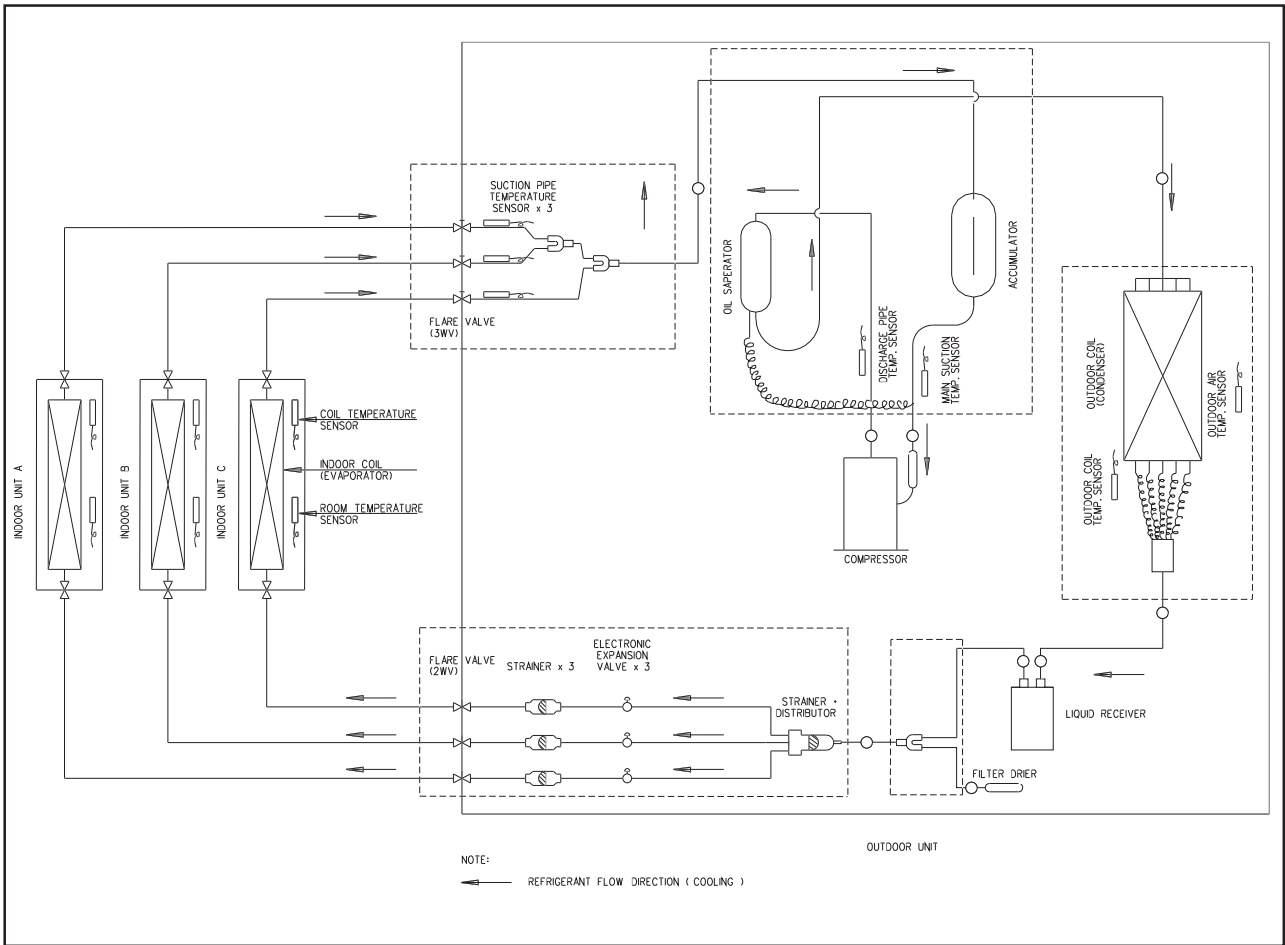 SUCTION PIPE
TEMPERATURE
SENSOR x 3
FLARE VALVE
(3WV)
OIL SAPERATOR
ACCUMULATOR
DISCHARGE PIPE
TEMP. SENSOR
MAIN SUCTION
TEMP. SENSOR
OUTDOOR COIL
(CONDENSER)
OUTDOOR AIR
TEMP. SENSOR
OUTDOOR COIL
TEMP. SENSOR
INDOOR UNIT A
INDOOR UNIT B
INDOOR UNIT C
COIL TEMPERATURE
SENSOR
INDOOR COIL
(EVAPORATOR)
ROOM TEMPERATURE
SENSOR
COMPRESSOR
FLARE VALVE
(2WV)
STRAINER x 3
ELECTRONIC
EXPANSION
VALVE x 3
STRAINER +
DISTRIBUTOR
LIQUID RECEIVER
FILTER DRIER
OUTDOOR UNIT
NOTE:
REFRIGERANT FLOW DIRECTION ( COOLING )